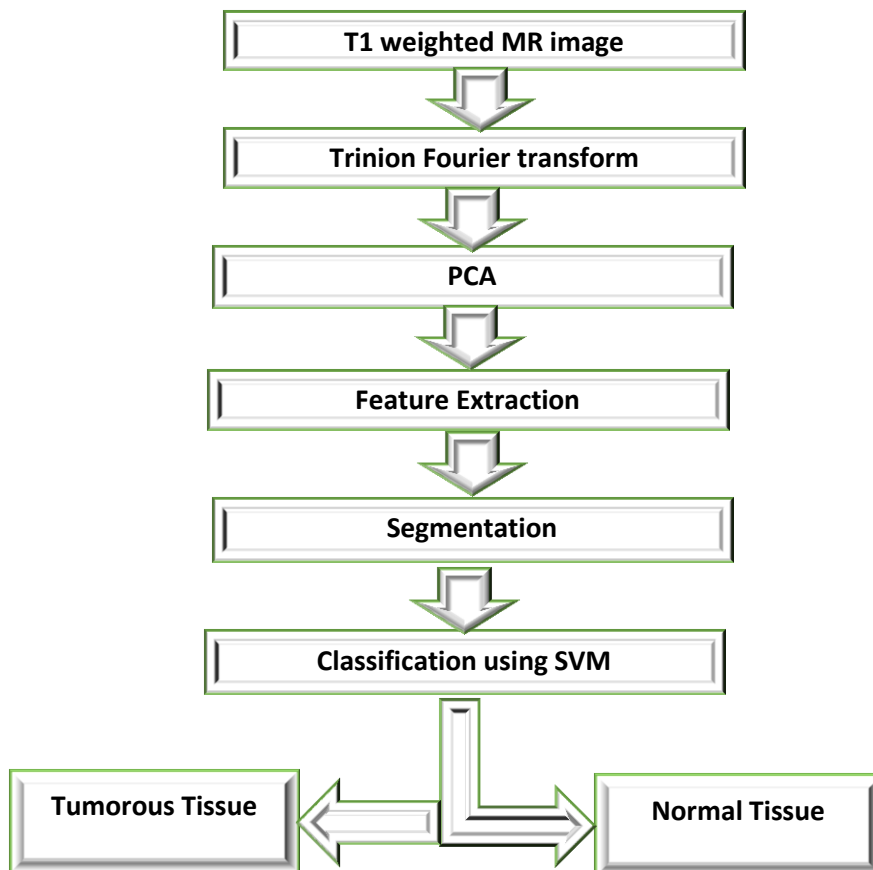 T1 weighted MR image
Trinion Fourier transform
PCA
Feature Extraction
Segmentation
Classification using SVM
Tumorous Tissue
Normal Tissue